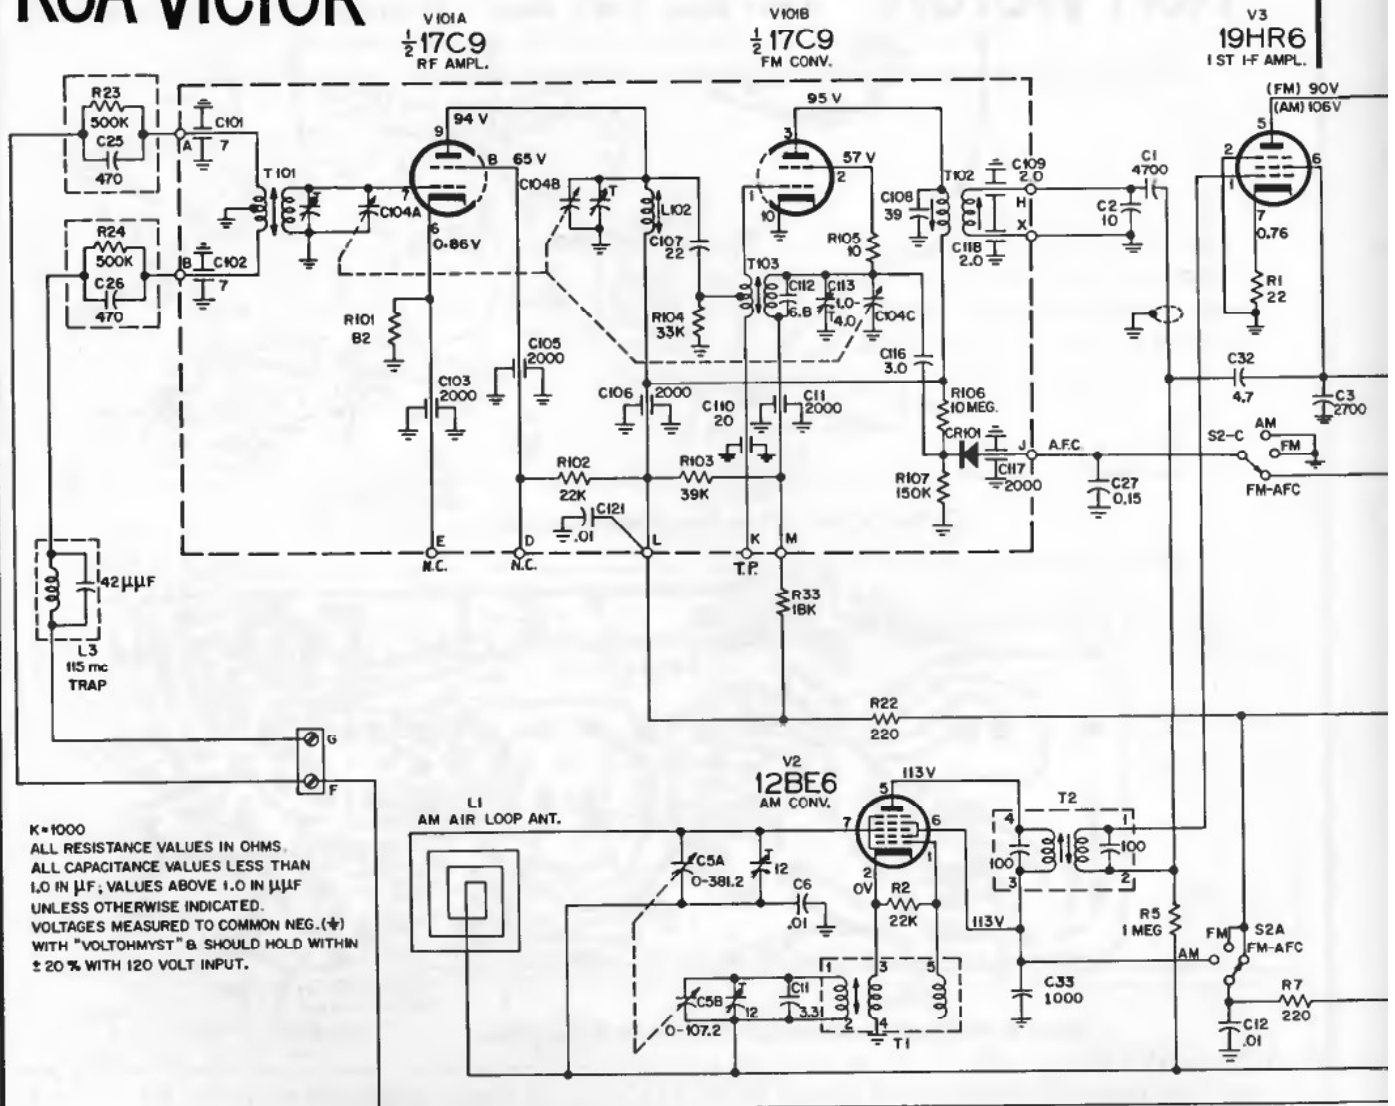 RCA VICTOR
V101A
½17C9
RF AMPL.
V101B
½17C9
FM CONV.
V3
19HR6
1 ST I-F AMPL.
(FM) 90V
(AM) 106V
R23
500K
C25
470
A
C101
7
T101
9
94 V
8
65 V
7
6
0.86V
C104A
C104B
T
L102
C107
22
3
95 V
57 V
2
1
10
R105
10
C108
39
T102
C109
2.0
H
X
C118
2.0
C1
4700
C2
10
5
2
1
6
7
0.76
R1
22
R24
500K
C26
470
B
C102
7
R101
82
C103
2000
C105
2000
R104
33K
T103
C112
6.8
C113
1.0-
T4.0
C104C
C116
3.0
C106
2000
C110
20
C11
2000
R106
10 MEG.
CR101
J
A.F.C.
C117
2000
R107
150K
C27
0.15
C32
4.7
C3
2700
S2-C
AM
FM
FM-AFC
R102
22K
R103
39K
C121
.01
E
N.C.
D
N.C.
L
K
T.P.
M
42µµF
L3
115 mc
TRAP
R33
18K
R22
220
G
F
K=1000
ALL RESISTANCE VALUES IN OHMS.
ALL CAPACITANCE VALUES LESS THAN
1.0 IN µF; VALUES ABOVE 1.0 IN µµF
UNLESS OTHERWISE INDICATED.
VOLTAGES MEASURED TO COMMON NEG.(⏚)
WITH "VOLTOHMYST" & SHOULD HOLD WITHIN
± 20 % WITH 120 VOLT INPUT.
L1
AM AIR LOOP ANT.
V2
12BE6
AM CONV.
113V
5
7
6
1
2
0V
R2
22K
113V
C5A
0-381.2
T
12
C6
.01
C5B
0-107.2
T
12
C11
3.3
1
2
3
4
5
T1
T2
4
100
3
1
100
2
R5
1 MEG
C33
1000
AM
FM
S2A
FM-AFC
R7
220
C12
.01